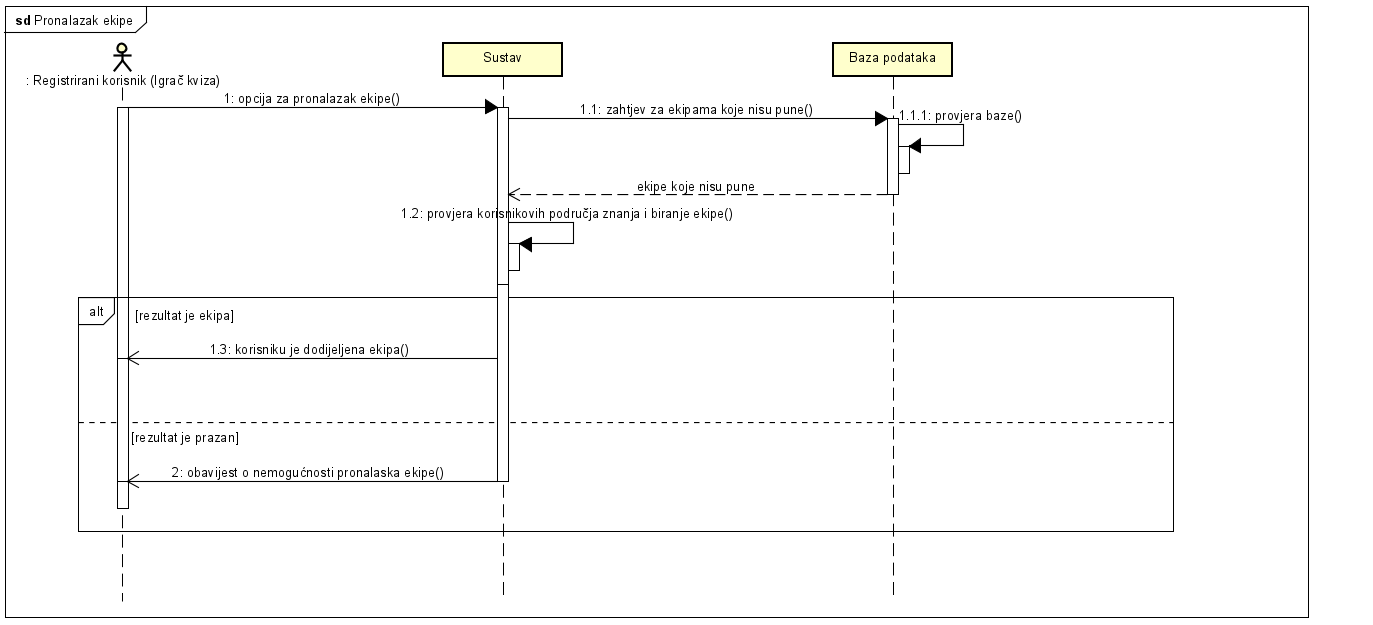 sd Pronalazak ekipe
: Registrirani korisnik (Igrač kviza)
Sustav
Baza podataka
1: opcija za pronalazak ekipe()
1.1: zahtjev za ekipama koje nisu pune()
1.1.1: provjera baze()
ekipe koje nisu pune
1.2: provjera korisnikovih područja znanja i biranje ekipe()
alt
[rezultat je ekipa]
1.3: korisniku je dodijeljena ekipa()
[rezultat je prazan]
2: obavijest o nemogućnosti pronalaska ekipe()